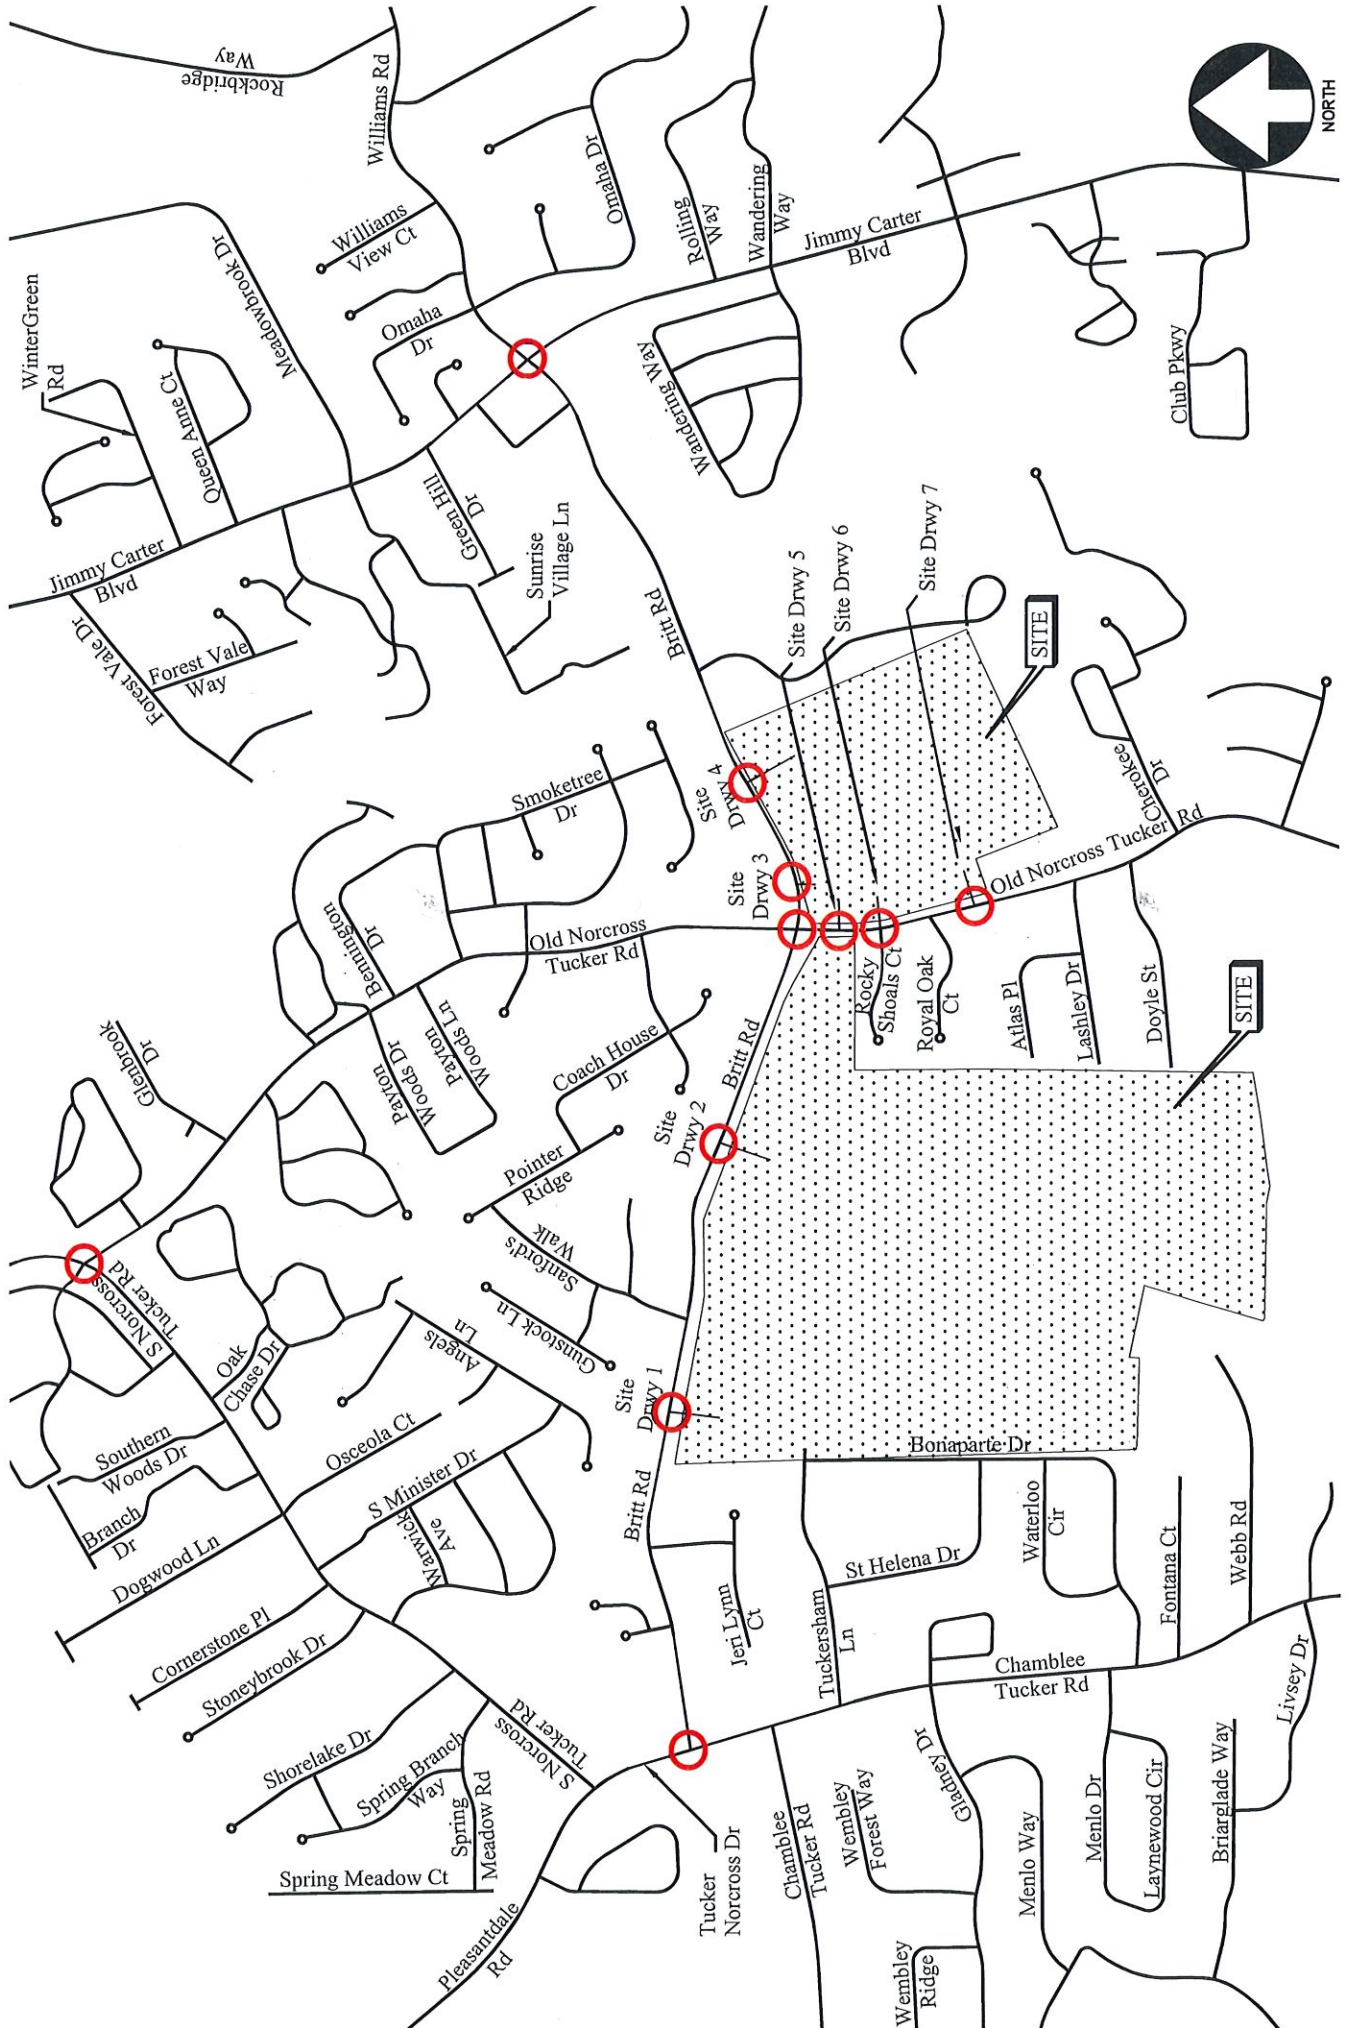 Rockbridge
Way
Williams Rd
Williams
View Ct
Omaha Dr
Rolling
Way
Wandering
Way
Jimmy Carter
Blvd
NORTH
WinterGreen
Rd
Meadowbrook Dr
Queen Anne Ct
Omaha
Dr
Jimmy Carter
Blvd
Green Hill
Dr
Wandering Way
Club Pkwy
Forest Vale Dr
Forest Vale
Way
Sunrise
Village Ln
Britt Rd
Site Drwy 5
Site Drwy 6
Site Drwy 7
SITE
Smoketree
Dr
Site
Drwy 4
Cherokee
Dr
Site
Drwy 3
Old Norcross Tucker Rd
Bennington
Dr
Old Norcross
Tucker Rd
Rocky
Shoals Ct
Royal Oak
Ct
Atlas Pl
Lashley Dr
Doyle St
SITE
Glenbrook
Dr
Payton
Woods Dr
Payton
Woods Ln
Coach House
Dr
Britt Rd
Site
Drwy 2
Pointer
Ridge
Sanford's
Walk
S Norcross
Tucker Rd
Oak
Chase Dr
Angels
Ln
Gunstock Ln
Site
Drwy 1
Southern
Woods Dr
Osceola Ct
Bonaparte Dr
Branch
Dr
S Minister Dr
Warwick
Ave
Britt Rd
Dogwood Ln
Waterloo
Cir
St Helena Dr
Webb Rd
Fontana Ct
Jeri Lynn
Ct
Tuckersham
Ln
Cornerstone Pl
Stoneybrook Dr
Chamblee
Tucker Rd
Livsey Dr
Shorelake Dr
S Norcross
Tucker Rd
Spring Branch
Way
Spring
Meadow Rd
Spring Meadow Ct
Tucker
Norcross Dr
Chamblee
Tucker Rd
Wembley
Forest Way
Gladney Dr
Menlo Way
Menlo Dr
Laynewood Cir
Briarglade Way
Pleasantdale
Rd
Wembley
Ridge